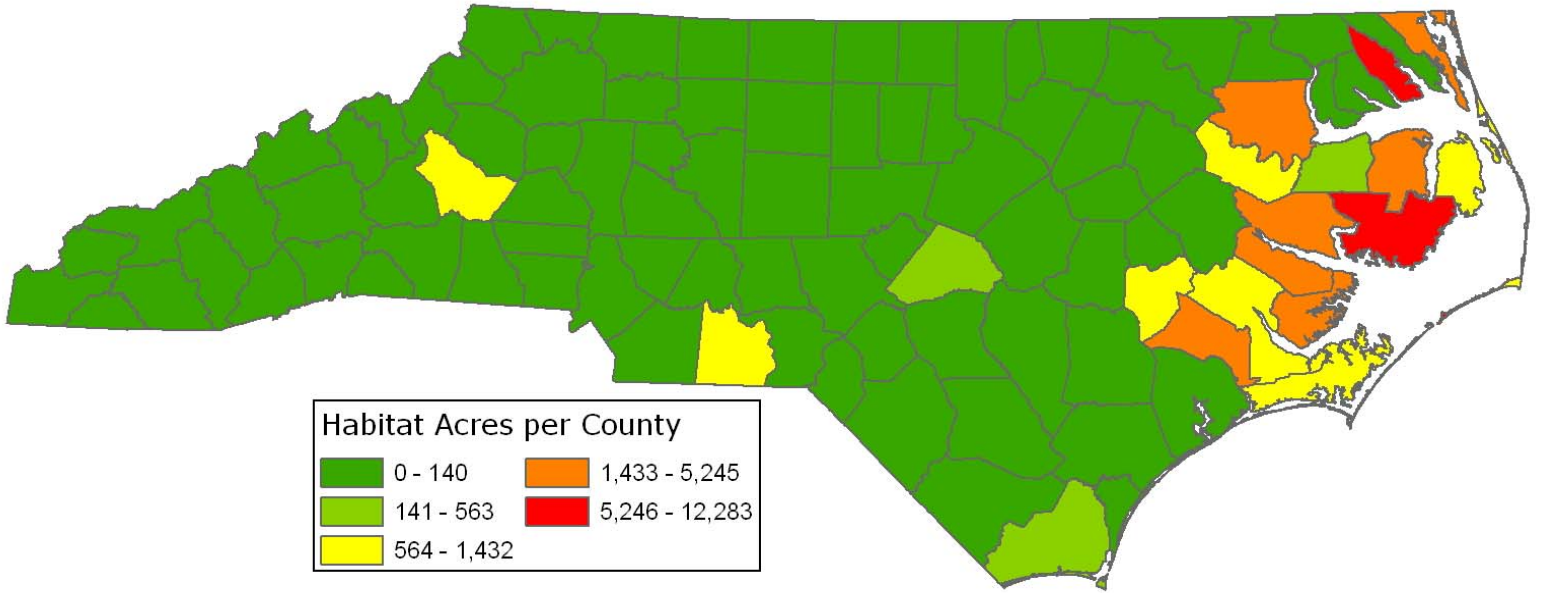 Habitat Acres per County
0 - 140
141 - 563
564 - 1,432
1,433 - 5,245
5,246 - 12,283